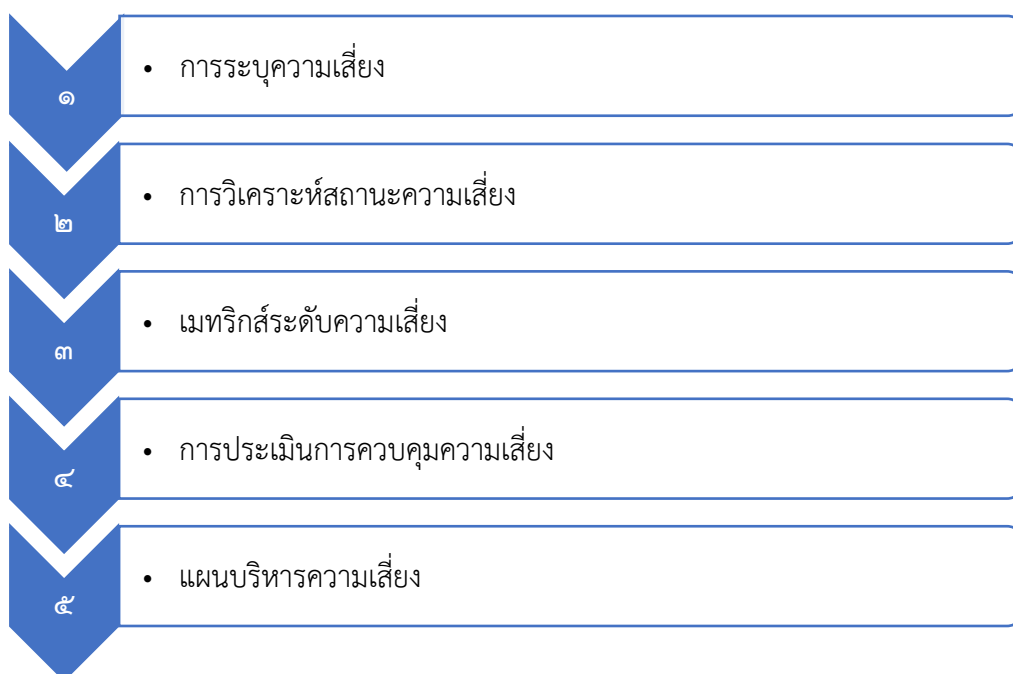 ๑
• การระบุความเสี่ยง
๒
• การวิเคราะห์สถานะความเสี่ยง
๓
• เมทริกส์ระดับความเสี่ยง
๔
• การประเมินการควบคุมความเสี่ยง
๕
• แผนบริหารความเสี่ยง